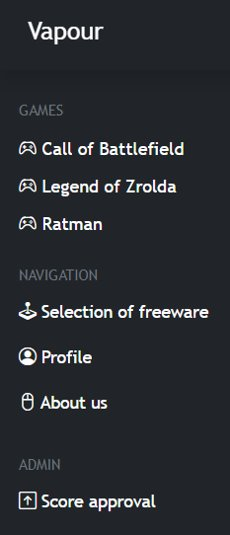 Vapour
GAMES
Call of Battlefield
Legend of Zrolda
Ratman
NAVIGATION
Selection of freeware
Profile
About us
ADMIN
Score approval